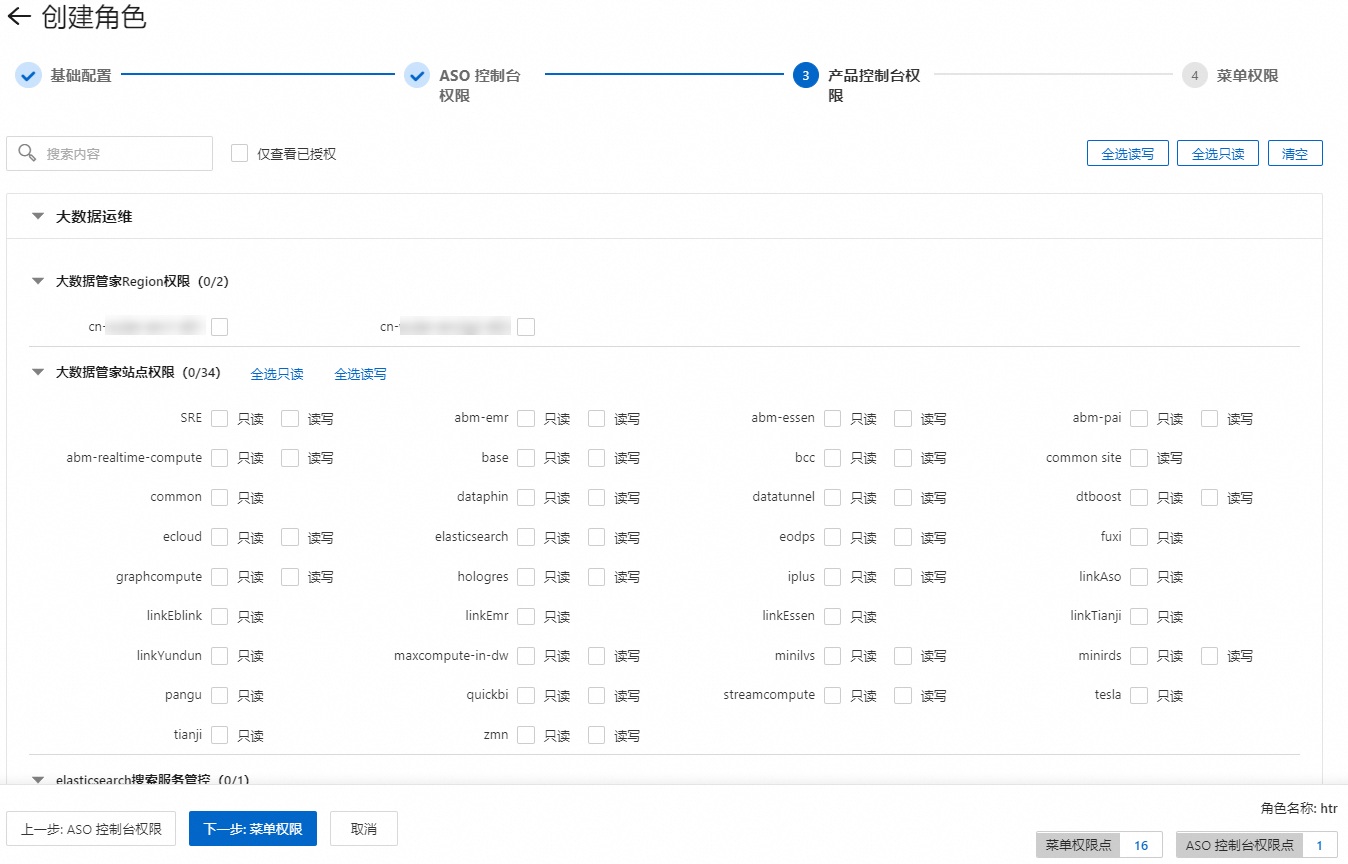 创建角色
基础配置
ASO 控制台
权限
3
产品控制台权
限
4
菜单权限
搜索内容
仅查看已授权
全选读写
全选只读
清空
大数据运维
大数据管家Region权限 (0/2)
cn-
cn-
大数据管家站点权限 (0/34) 全选只读 全选读写
SRE 只读 读写 abm-emr 只读 读写 abm-essen 只读 读写 abm-pai 只读 读写
abm-realtime-compute 只读 读写 base 只读 读写 bcc 只读 读写 common site 读写
common 只读 dataphin 只读 读写 datatunnel 只读 读写 dtboost 只读 读写
ecloud 只读 读写 elasticsearch 只读 读写 eodps 只读 读写 fuxi 只读
graphcompute 只读 读写 hologres 只读 读写 iplus 只读 读写 linkAso 只读
linkEblink 只读 linkEmr 只读 linkEssen 只读 linkTianji 只读
linkYundun 只读 maxcompute-in-dw 只读 读写 minilvs 只读 读写 minirds 只读 读写
pangu 只读 quickbi 只读 读写 streamcompute 只读 读写 tesla 只读
tianji 只读 zmn 只读 读写
elasticsearch搜索服务管控 (0/1)
上一步: ASO 控制台权限
下一步: 菜单权限
取消
角色名称: htr
菜单权限点 16
ASO 控制台权限点 1